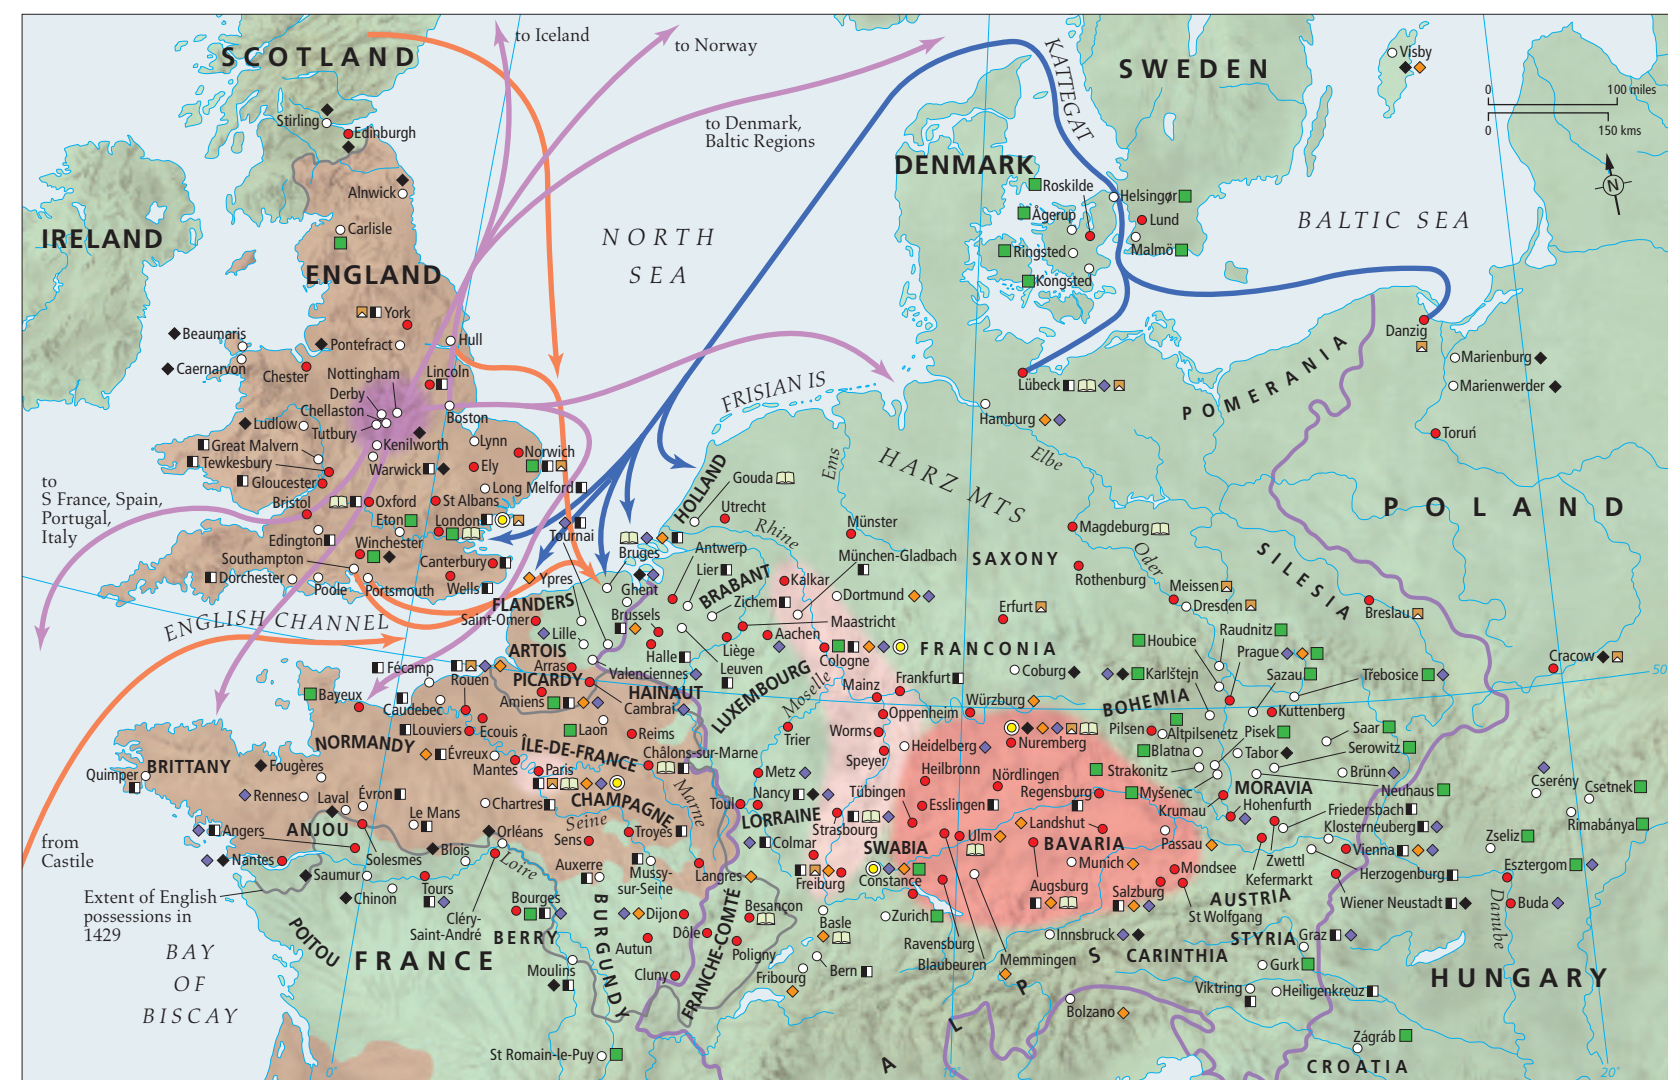 to Iceland
to Norway
SCOTLAND
KATTEGAT
SWEDEN
Visby
0
100 miles
0
150 kms
N
Stirling
Edinburgh
to Denmark,
Baltic Regions
DENMARK
Alnwick
Roskilde
Helsingør
Ågerup
Lund
Carlisle
IRELAND
NORTH
SEA
Ringsted
Malmö
BALTIC SEA
ENGLAND
Kongsted
York
Beaumaris
Pontefract
Hull
Danzig
Caernarvon
Chester
Nottingham
Lincoln
Marienburg
Derby
FRISIAN IS
Lübeck
Marienwerder
Chellaston
Boston
POMERANIA
Ludlow
Tutbury
Hamburg
Great Malvern
Kenilworth
Lynn
Toruń
Tewkesbury
Warwick
Ely
Norwich
Ems
HARZ MTS
Elbe
to
S France, Spain,
Portugal,
Italy
Gloucester
Long Melford
HOLLAND
Gouda
Bristol
Oxford
St Albans
Utrecht
POLAND
Eton
London
Tournai
Rhine
Münster
Magdeburg
Edington
Winchester
Bruges
Antwerp
München-Gladbach
SAXONY
Oder
SILESIA
Southampton
Canterbury
Lier
Dorchester
Ypres
Ghent
BRABANT
Kalkar
Rothenburg
Poole
Portsmouth
Wells
Zichem
Dortmund
Meissen
Dresden
Breslau
ENGLISH CHANNEL
FLANDERS
Brussels
Erfurt
Saint-Omer
Maastricht
Raudnitz
Lille
Aachen
Houbice
ARTOIS
Halle
Liège
Cologne
FRANCONIA
Prague
Cracow
Fécamp
Arras
Valenciennes
Leuven
Coburg
Karlštejn
Sazau
Trebosice
50
Rouen
PICARDY
HAINAUT
LUXEMBOURG
Moselle
Mainz
Frankfurt
Bayeux
Amiens
Cambrai
Würzburg
BOHEMIA
Caudebec
Oppenheim
Kuttenberg
Louviers
Ecouis
Laon
Reims
Trier
Worms
Nuremberg
Pilsen
Altpilsenetz
Pisek
Saar
NORMANDY
Évreux
ÎLE-DE-FRANCE
Châlons-sur-Marne
Heidelberg
Blatna
Tabor
Serowitz
Quimper
BRITTANY
Fougères
Mantes
Paris
Metz
Speyer
Heilbronn
Strakonitz
Brünn
Cserény
Csetnek
Rennes
Laval
Évron
Chartres
CHAMPAGNE
Marne
Nancy
Tübingen
Nördlingen
Regensburg
Myšenec
MORAVIA
Neuhaus
Toul
Esslingen
Krumau
Hohenfurth
Friedersbach
Rimabánya
Angers
ANJOU
Le Mans
Seine
LORRAINE
Strasbourg
Landshut
Klosterneuberg
Orléans
Troyes
Ulm
Zseliz
from
Castile
Nantes
Solesmes
Blois
Sens
Colmar
SWABIA
BAVARIA
Passau
Vienna
Loire
Auxerre
Munich
Zwettl
Esztergom
Saumur
Mussy-
sur-Seine
Langres
Freiburg
Constance
Mondsee
Kefermarkt
Herzogenburg
Extent of English
possessions in
1429
Chinon
Tours
Bourges
Augsburg
Salzburg
AUSTRIA
Danube
Besançon
Wiener Neustadt
Buda
Cléry-
Saint-André
BURGUNDY
Dijon
Basle
Zurich
St Wolfgang
POITOU
BERRY
Dôle
FRANCHE-COMTÉ
Ravensburg
Innsbruck
STYRIA
Graz
BAY
OF
BISCAY
FRANCE
Autun
Poligny
Blaubeuren
Memmingen
CARINTHIA
Moulins
Cluny
Fribourg
Bern
Gurk
HUNGARY
Viktring
Heiligenkreuz
ALPS
Bolzano
St Romain-le-Puy
Zágráb
CROATIA
0°
10°
20°